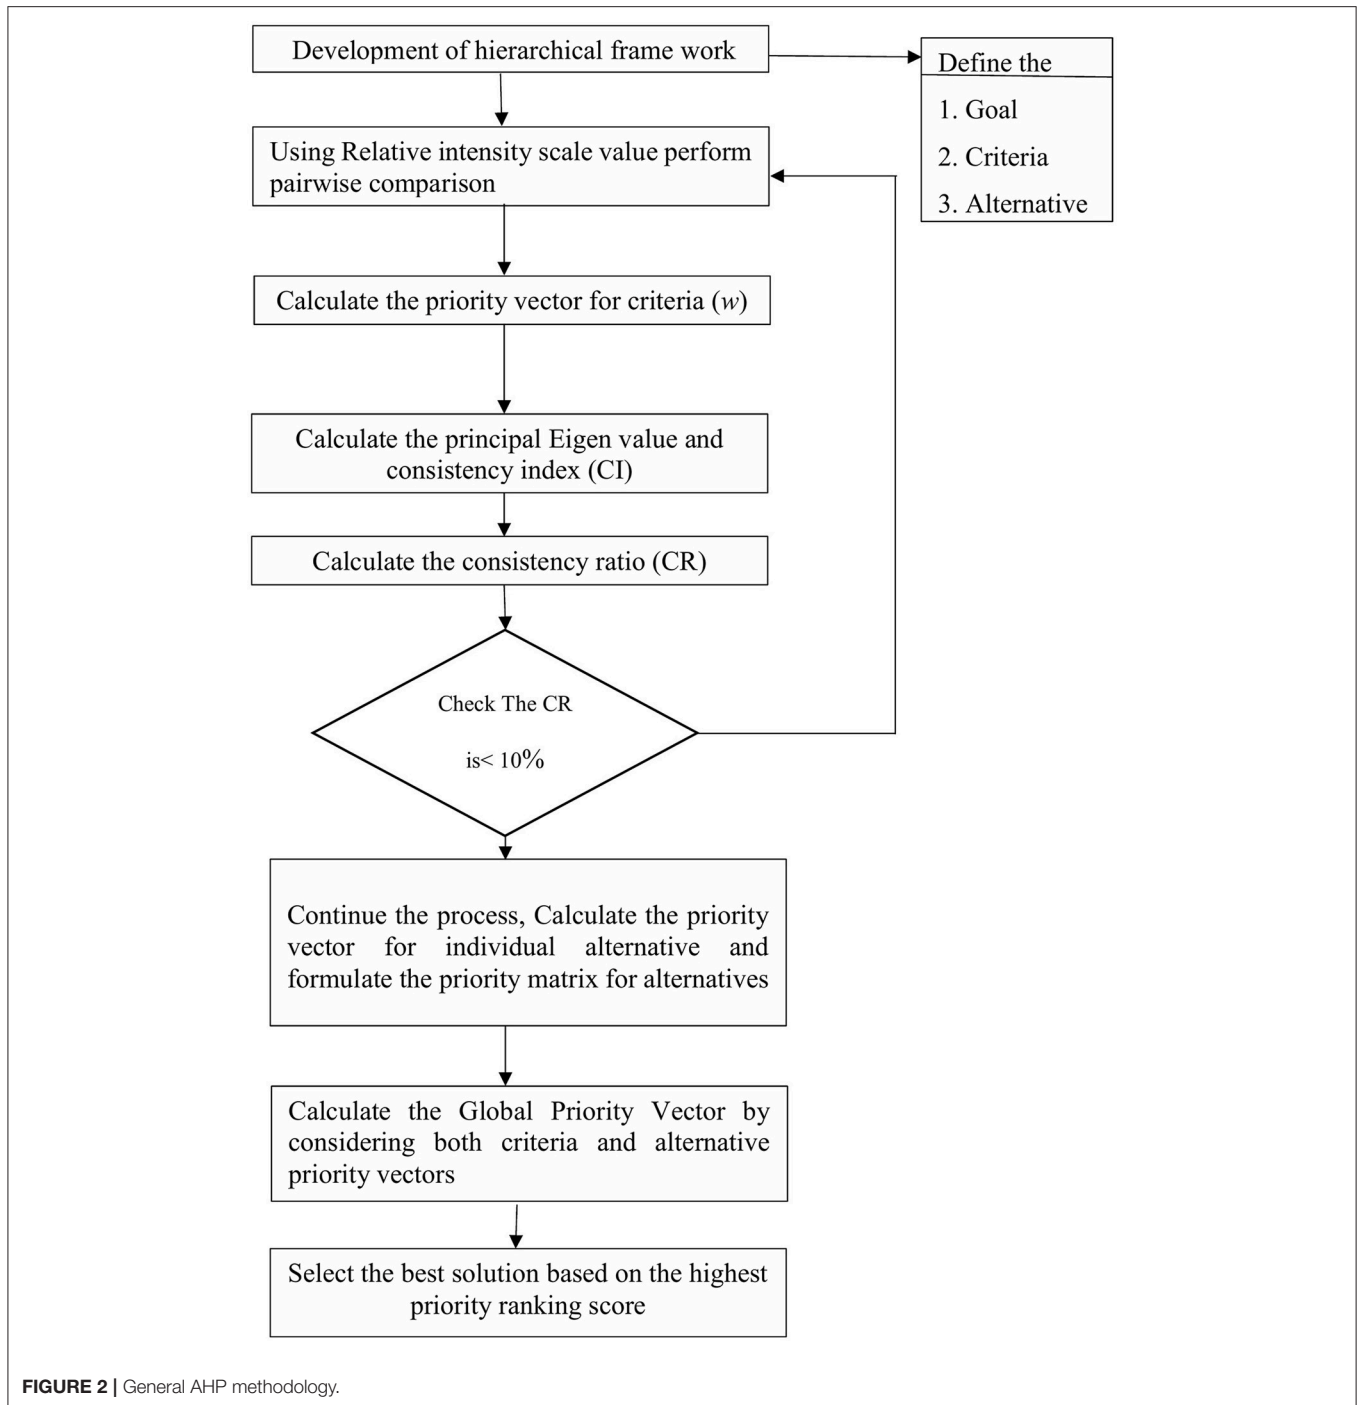 Development of hierarchical frame work
Define the
1. Goal
2. Criteria
3. Alternative
Using Relative intensity scale value perform
pairwise comparison
Calculate the priority vector for criteria (w)
Calculate the principal Eigen value and
consistency index (CI)
Calculate the consistency ratio (CR)
Check The CR
is< 10%
Continue the process, Calculate the priority
vector for individual alternative and
formulate the priority matrix for alternatives
Calculate the Global Priority Vector by
considering both criteria and alternative
priority vectors
Select the best solution based on the highest
priority ranking score
FIGURE 2 | General AHP methodology.